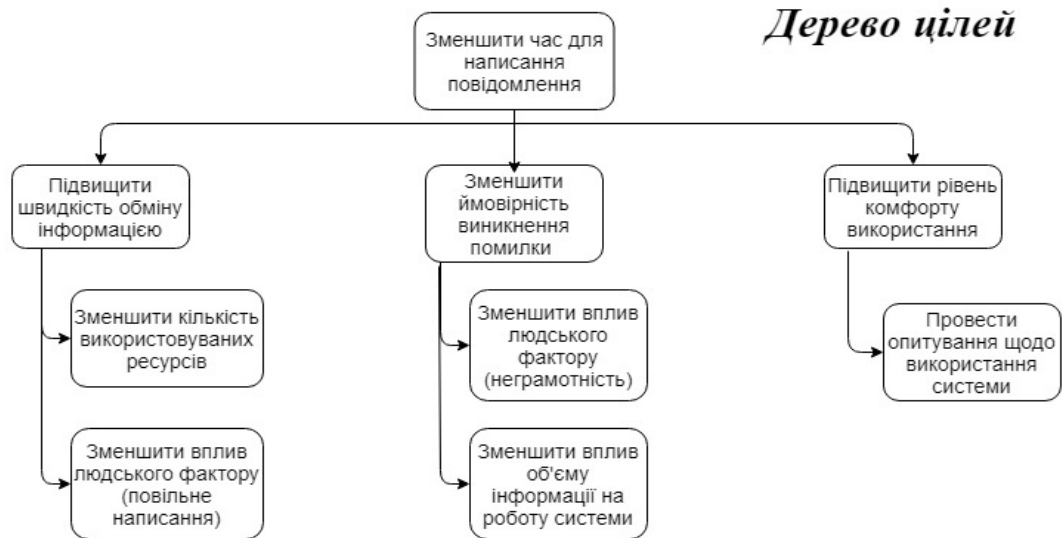 Дерево цілей
Зменшити час для
написання
повідомлення
Підвищити
швидкість обміну
інформацією
Зменшити
ймовірність
виникнення
помилки
Підвищити рівень
комфорту
використання
Зменшити кількість
використовуваних
ресурсів
Зменшити вплив
людського
фактору
(неграмотність)
Провести
опитування щодо
використання
системи
Зменшити вплив
людського фактору
(повільне
написання)
Зменшити вплив
об'єму
інформації на
роботу системи